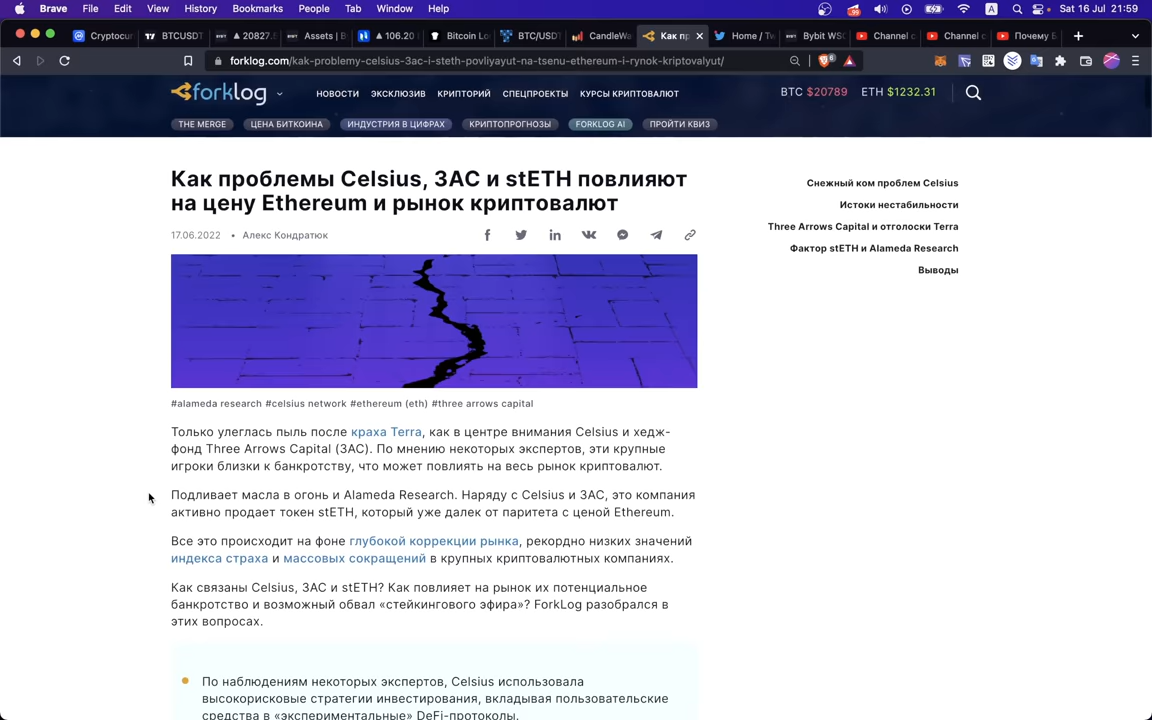 Brave File Edit View History Bookmarks People Tab Window Help Sat 16 Jul 21:59
Cryptocur BTCUSDT 20827. Assets | B 106.20 Bitcoin Lo BTC/USDT CandleWa Как пр Home / Tw Bybit WS Channel c Channel c Почему Б
forklog.com/kak-problemy-celsius-3ac-i-steth-povliyayut-na-tsenu-ethereum-i-rynok-kriptovalyut/
forklog НОВОСТИ ЭКСКЛЮЗИВ КРИПТОРИЙ СПЕЦПРОЕКТЫ КУРСЫ КРИПТОВАЛЮТ BTC $20789 ETH $1232.31
THE MERGE ЦЕНА БИТКОИНА ИНДУСТРИЯ В ЦИФРАХ КРИПТОПРОГНОЗЫ FORKLOG AI ПРОЙТИ КВИЗ
Как проблемы Celsius, 3AC и stETH повлияют
на цену Ethereum и рынок криптовалют
17.06.2022 • Алекс Кондратюк
#alameda research #celsius network #ethereum (eth) #three arrows capital
Только улеглась пыль после краха Terra, как в центре внимания Celsius и хедж-
фонд Three Arrows Capital (3AC). По мнению некоторых экспертов, эти крупные
игроки близки к банкротству, что может повлиять на весь рынок криптовалют.
Подливает масла в огонь и Alameda Research. Наряду с Celsius и 3AC, это компания
активно продает токен stETH, который уже далек от паритета с ценой Ethereum.
Все это происходит на фоне глубокой коррекции рынка, рекордно низких значений
индекса страха и массовых сокращений в крупных криптовалютных компаниях.
Как связаны Celsius, 3AC и stETH? Как повлияет на рынок их потенциальное
банкротство и возможный обвал «стейкингового эфира»? ForkLog разобрался в
этих вопросах.
По наблюдениям некоторых экспертов, Celsius использовала
высокорисковые стратегии инвестирования, вкладывая пользовательские
средства в «экспериментальные» DeFi-протоколы.
Снежный ком проблем Celsius
Истоки нестабильности
Three Arrows Capital и отголоски Terra
Фактор stETH и Alameda Research
Выводы